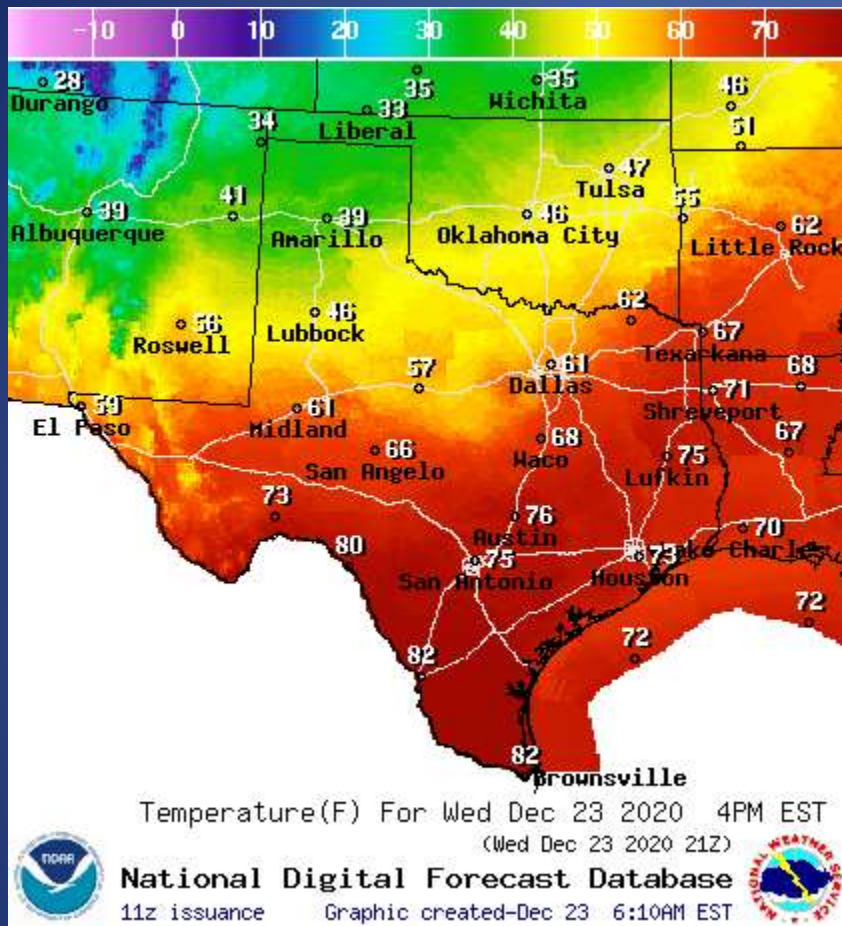 -10 0 10 20 30 40 50 60 70
28
Durango
35
35
Wichita
33
Liberal
34
46
51
47
Tulsa
39
Albuquerque
41
39
Amarillo
46
Oklahoma City
55
62
Little Rock
56
Roswell
46
Lubbock
62
67
Texarkana
57
61
Dallas
68
71
Shreveport
59
El Paso
61
Midland
66
San Angelo
68
Waco
75
Lufkin
67
73
76
Austin
70
Lake Charles
80
75
San Antonio
73
Houston
72
72
82
82
Brownsville
Temperature(F) For Wed Dec 23 2020 4PM EST
(Wed Dec 23 2020 21Z)
noaa
National Digital Forecast Database
11z issuance Graphic created-Dec 23 6:10AM EST
NATIONAL WEATHER SERVICE